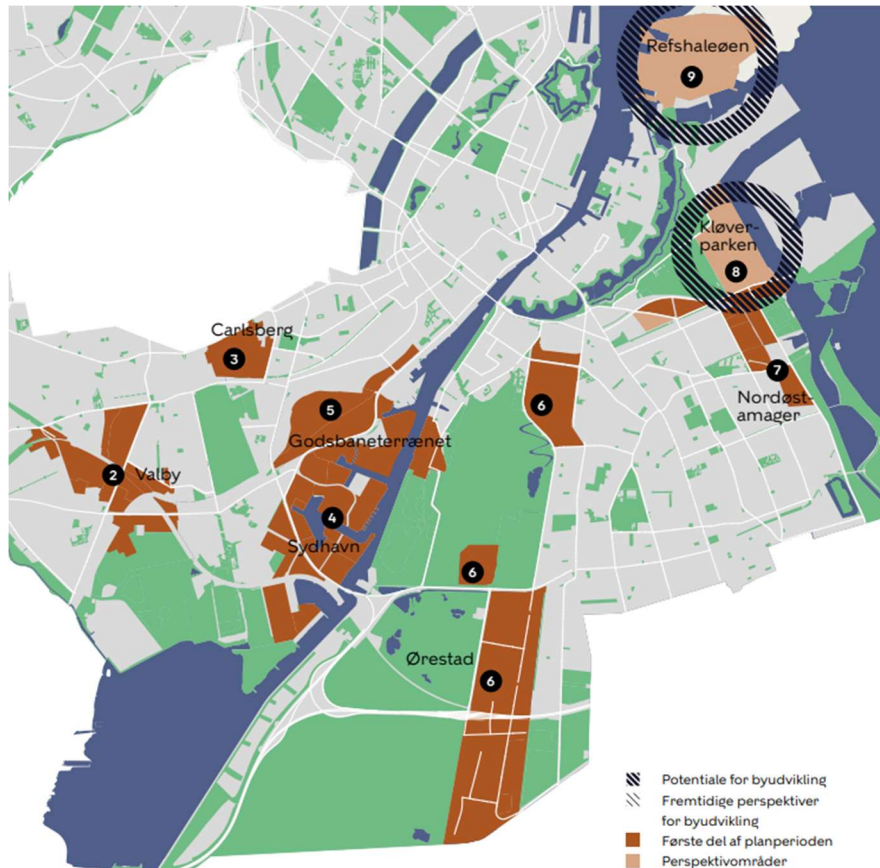 Refshaleøen
9
Kløver-
parken
8
Carlsberg
3
7
Nordøst-
amager
5
6
Godsbaneterrænet
2
Valby
4
Sydhavn
6
Ørestad
6
Potentiale for byudvikling
Fremtidige perspektiver
for byudvikling
Første del af planperioden
Perspektivområder